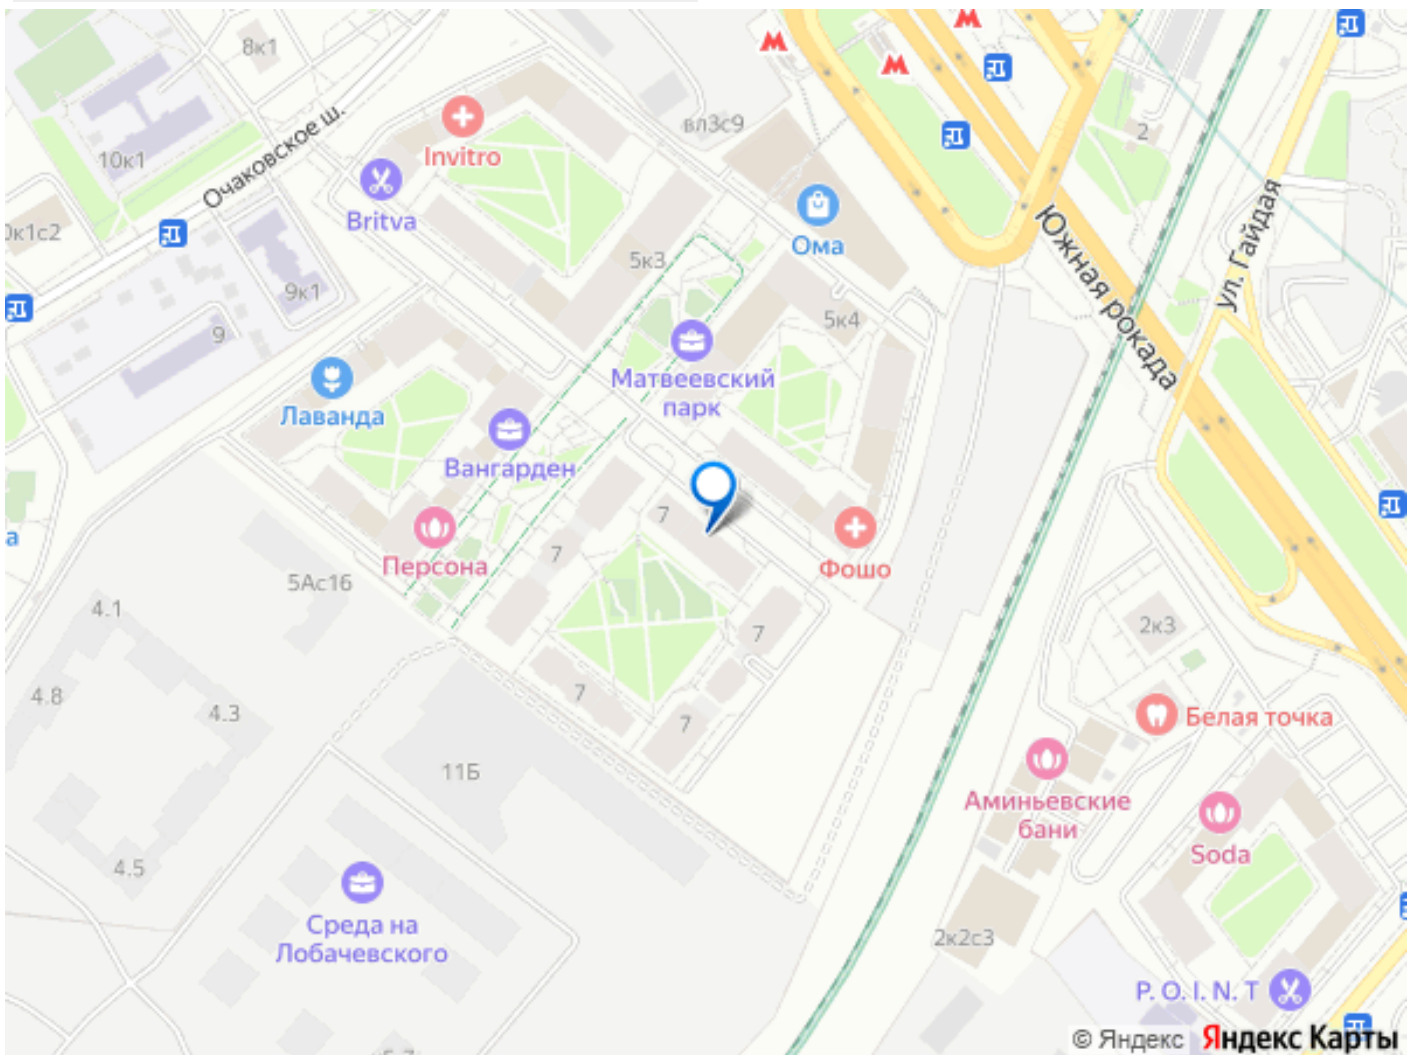 8к1
вл3с9
2
Invitro
10к1
Очаковское ш.
Britva
Ома
Южная рокада
ул. Гайдая
0к1с2
5к3
9к1
9
5к4
Матвеевский
парк
Лаванда
Вангарден
7
Персона
7
Фошо
5Ас16
4.1
7
2к3
4.8
4.3
7
7
Белая точка
11Б
Аминьевские
бани
Soda
4.5
Среда на
Лобачевского
2к2с3
P. O. I. N. T
© Яндекс Яндекс Карты